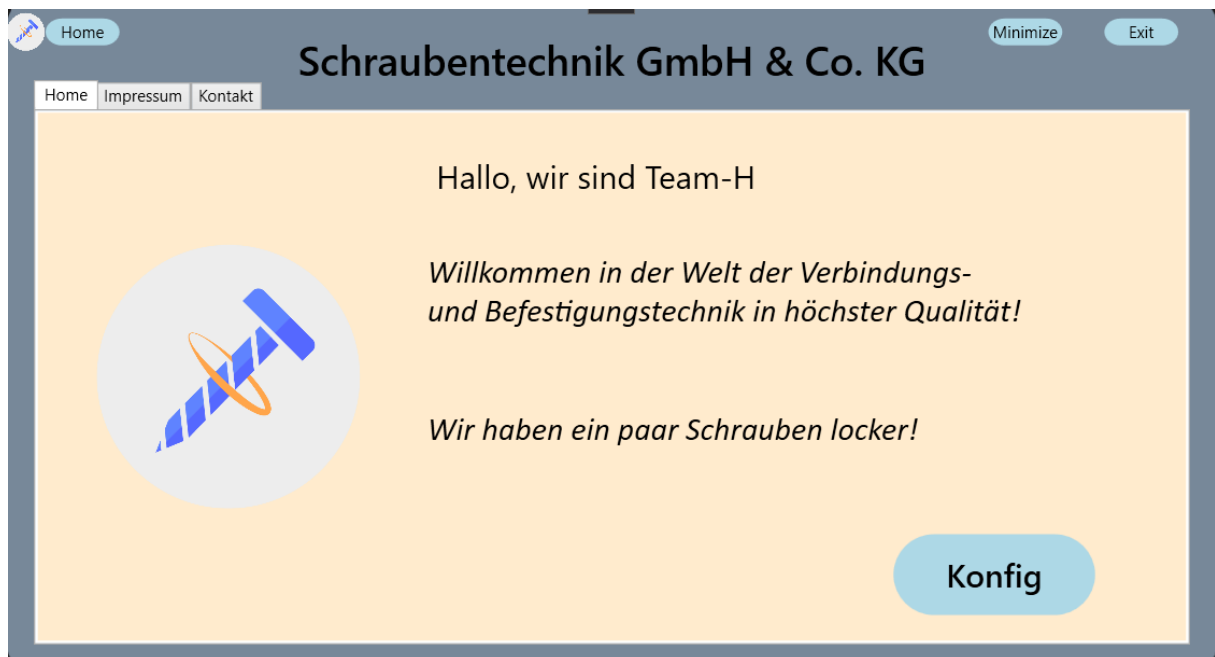 Home
Minimize
Exit
Schraubentechnik GmbH & Co. KG
Home
Impressum
Kontakt
Hallo, wir sind Team-H
Willkommen in der Welt der Verbindungs-
und Befestigungstechnik in höchster Qualität!
Wir haben ein paar Schrauben locker!
Konfig